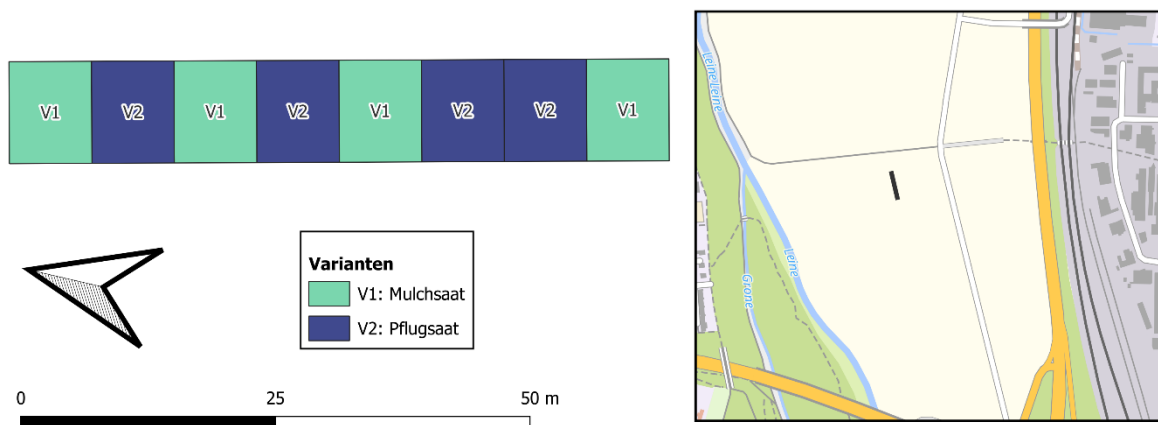 V1 V2 V1 V2 V1 V2 V2 V1
Varianten
V1: Mulchsaat
V2: Pflugsaat
0 25 50 m
Leine Leine
Leine
Grone